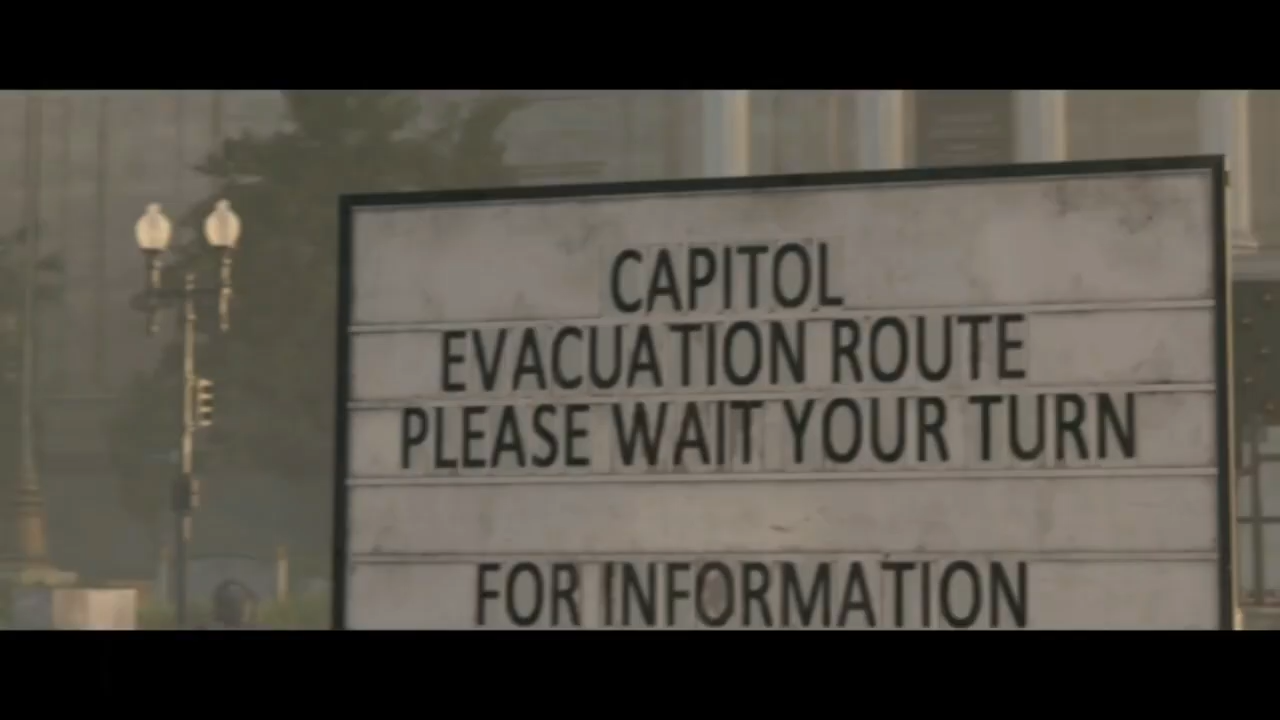 CAPITOL
EVACUATION ROUTE
PLEASE WAIT YOUR TURN
FOR INFORMATION